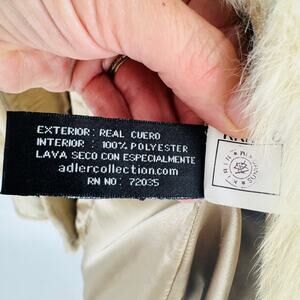 EXTERIOR: REAL CUERO
INTERIOR : 100% POLYESTER
LAVA SECO CON ESPECIALMENTE
adlercollection.com
RN NO: 72035